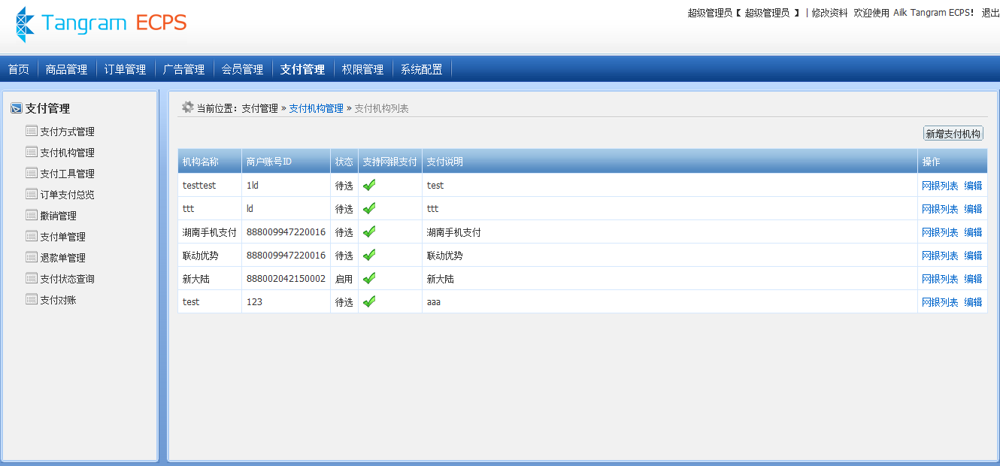 Tangram ECPS
超级管理员【 超级管理员 】 | 修改资料 欢迎使用 Ailk Tangram ECPS! 退出
首页 商品管理 订单管理 广告管理 会员管理 支付管理 权限管理 系统配置
支付管理
支付方式管理
支付机构管理
支付工具管理
订单支付总览
撤销管理
支付单管理
退款单管理
支付状态查询
支付对账
当前位置：支付管理 » 支付机构管理 » 支付机构列表
新增支付机构
机构名称 商户账号ID 状态 支持网银支付 支付说明 操作
testtest 1ld 待选 test 网银列表 编辑
ttt ld 待选 ttt 网银列表 编辑
湖南手机支付 888009947220016 待选 湖南手机支付 网银列表 编辑
联动优势 888009947220016 待选 联动优势 网银列表 编辑
新大陆 888002042150002 启用 新大陆 网银列表 编辑
test 123 待选 aaa 网银列表 编辑